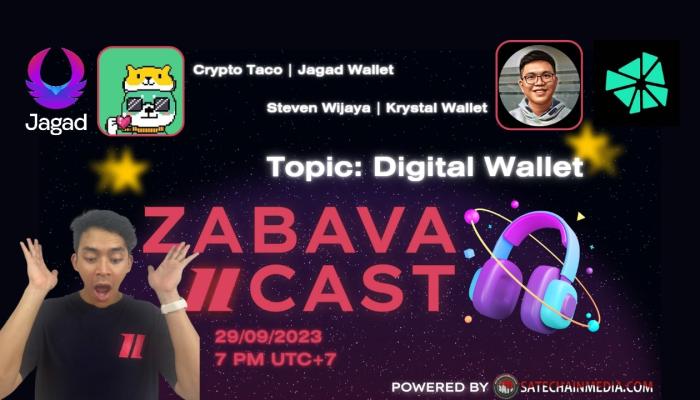 Jagad
Crypto Taco | Jagad Wallet
Steven Wijaya | Krystal Wallet
Topic: Digital Wallet
ZABAVA
CAST
29/09/2023
7 PM UTC+7
POWERED BY SATECHAINMEDIA.COM